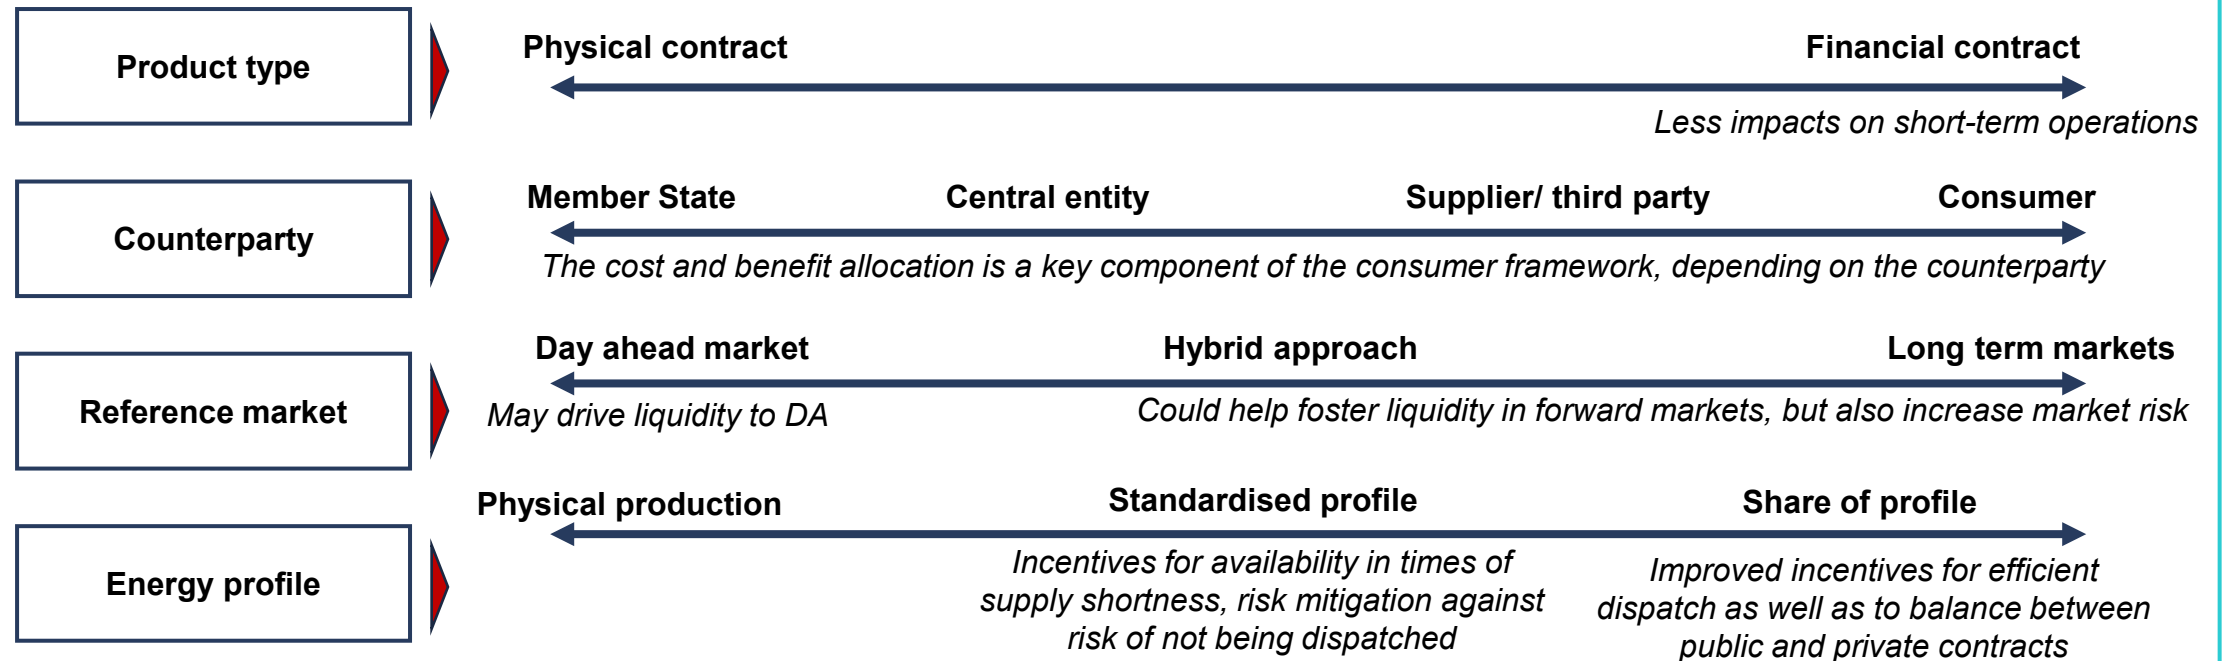 Product type
Physical contract
Financial contract
Less impacts on short-term operations
Counterparty
Member State
Central entity
Supplier/ third party
Consumer
The cost and benefit allocation is a key component of the consumer framework, depending on the counterparty
Reference market
Day ahead market
Hybrid approach
Long term markets
May drive liquidity to DA
Could help foster liquidity in forward markets, but also increase market risk
Energy profile
Physical production
Standardised profile
Share of profile
Incentives for availability in times of
supply shortness, risk mitigation against
risk of not being dispatched
Improved incentives for efficient
dispatch as well as to balance between
public and private contracts